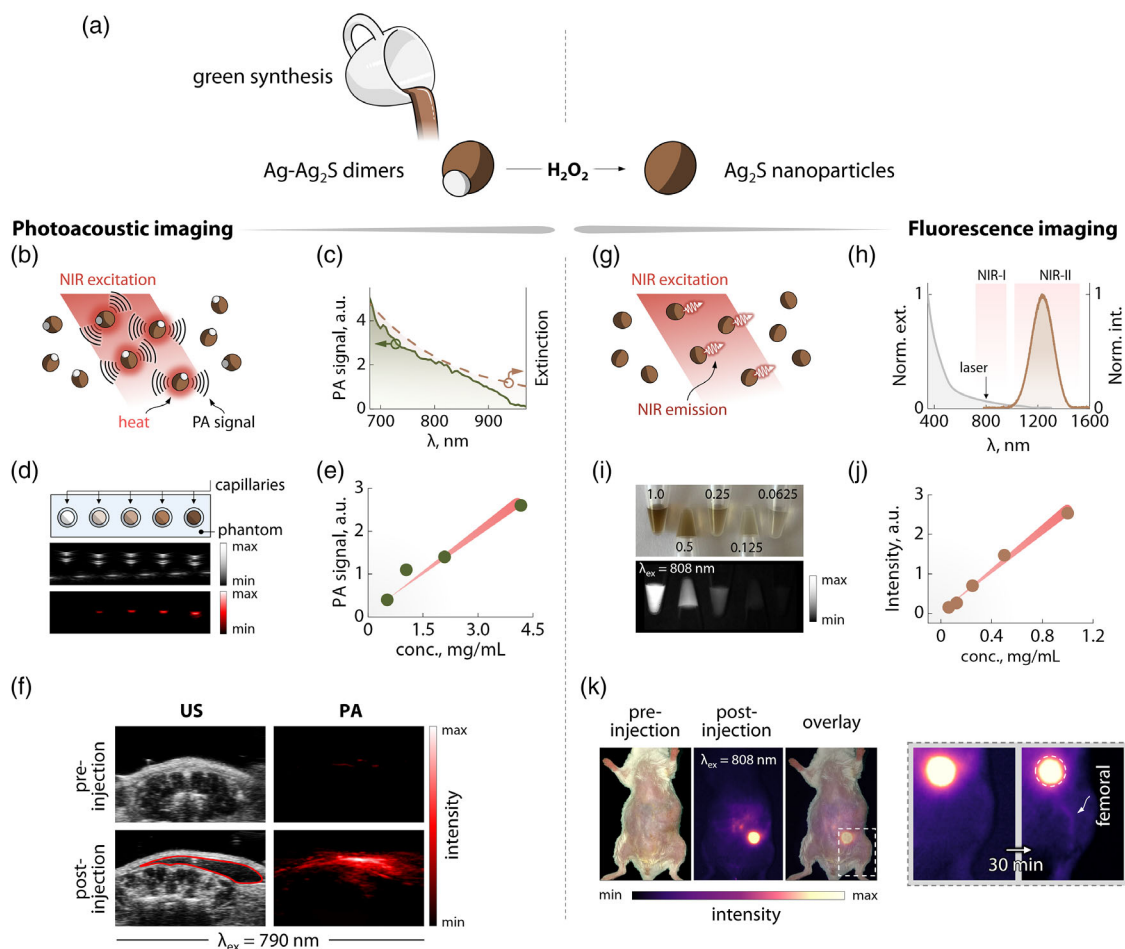 (a)
green synthesis
Ag-Ag₂S dimers
H₂O₂
Ag₂S nanoparticles
Photoacoustic imaging
Fluorescence imaging
(b)
NIR excitation
heat
PA signal
(c)
PA signal, a.u.
4
2
0
700
800
900
λ, nm
Extinction
(g)
NIR excitation
NIR emission
(h)
NIR-I
NIR-II
Norm. ext.
1
0
laser
400
800
1200
1600
λ, nm
1
0
Norm. int.
(d)
capillaries
phantom
max
min
max
min
(e)
PA signal, a.u.
3
2
1
0
0
1.5
3.0
4.5
conc., mg/mL
(i)
1.0
0.25
0.0625
0.5
0.125
λex = 808 nm
max
min
(j)
Intensity, a.u.
3
2
1
0
0
0.4
0.8
1.2
conc., mg/mL
(f)
US
PA
pre-
injection
post-
injection
max
intensity
min
λex = 790 nm
(k)
pre-
injection
post-
injection
overlay
λex = 808 nm
min
max
intensity
femoral
30 min